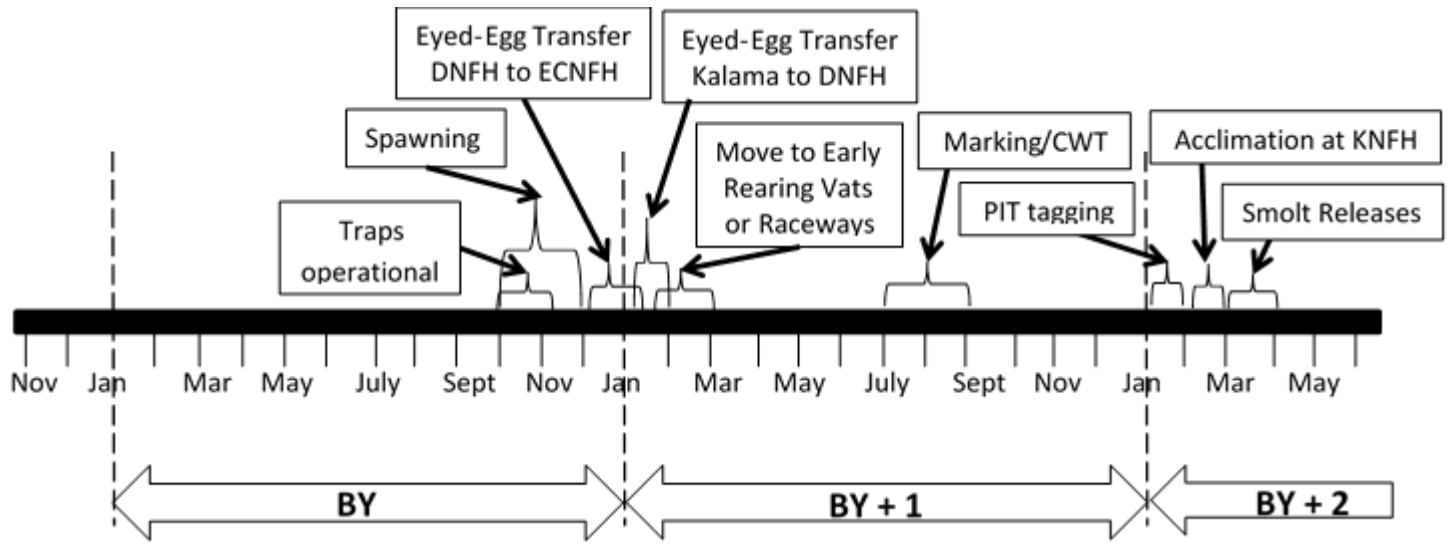 Eyed-Egg Transfer
DNFH to ECNFH
Eyed-Egg Transfer
Kalama to DNFH
Spawning
Move to Early
Rearing Vats
or Raceways
Marking/CWT
Acclimation at KNFH
PIT tagging
Smolt Releases
Traps
operational
Nov Jan Mar May July Sept Nov Jan Mar May July Sept Nov Jan Mar May
BY BY + 1 BY + 2